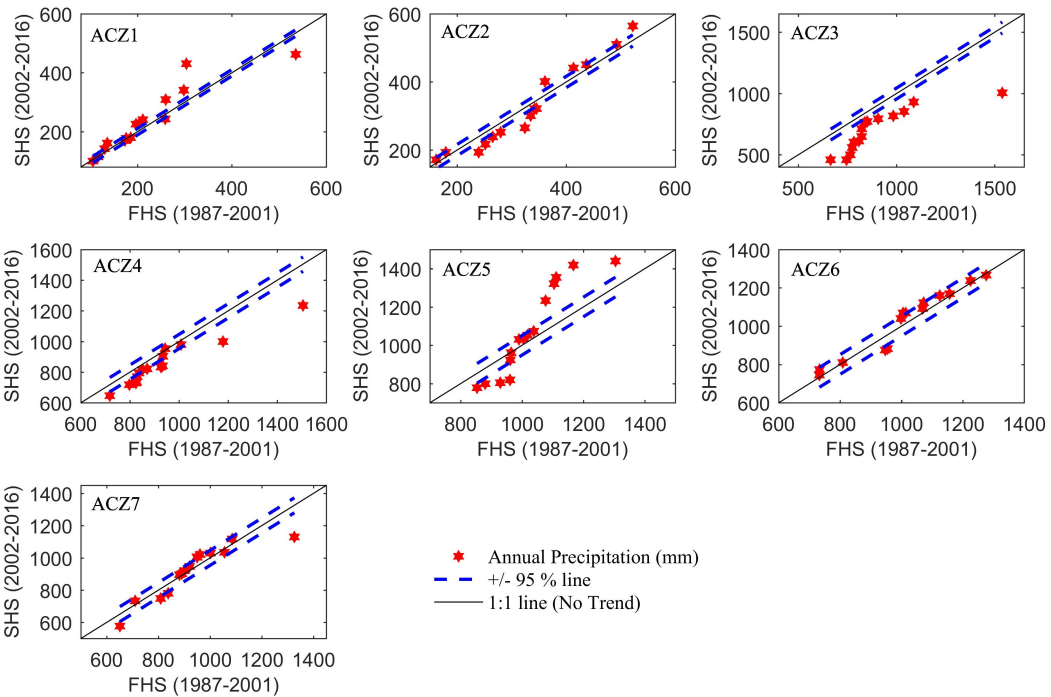 ACZ1
600
400
200
SHS (2002-2016)
200 400 600
FHS (1987-2001)
ACZ2
600
400
200
SHS (2002-2016)
200 400 600
FHS (1987-2001)
ACZ3
1500
1000
500
SHS (2002-2016)
500 1000 1500
FHS (1987-2001)
ACZ4
1600
1400
1200
1000
800
600
SHS (2002-2016)
600 800 1000 1200 1400 1600
FHS (1987-2001)
ACZ5
1400
1200
1000
800
SHS (2002-2016)
800 1000 1200 1400
FHS (1987-2001)
ACZ6
1400
1200
1000
800
600
SHS (2002-2016)
600 800 1000 1200 1400
FHS (1987-2001)
ACZ7
1400
1200
1000
800
600
SHS (2002-2016)
600 800 1000 1200 1400
FHS (1987-2001)
Annual Precipitation (mm)
+/- 95 % line
1:1 line (No Trend)